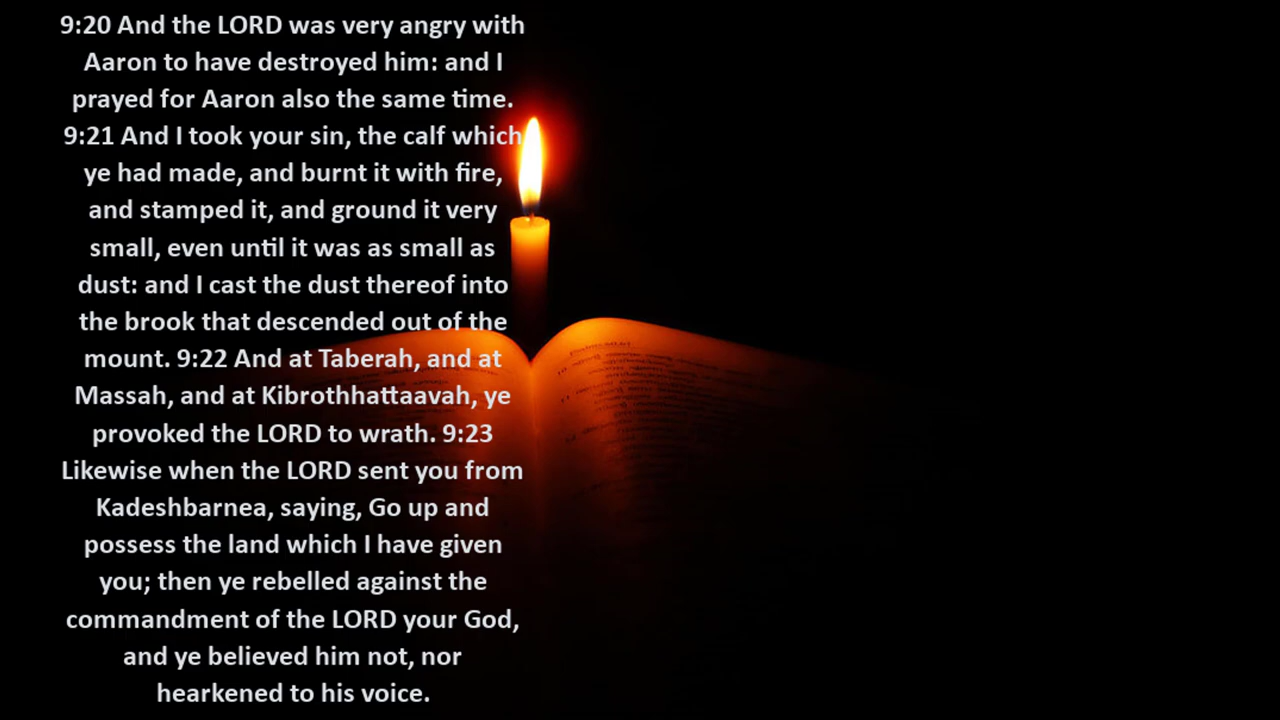 9:20 And the LORD was very angry with
Aaron to have destroyed him: and I
prayed for Aaron also the same time.
9:21 And I took your sin, the calf which
ye had made, and burnt it with fire,
and stamped it, and ground it very
small, even until it was as small as
dust: and I cast the dust thereof into
the brook that descended out of the
mount. 9:22 And at Taberah, and at
Massah, and at Kibrothhattaavah, ye
provoked the LORD to wrath. 9:23
Likewise when the LORD sent you from
Kadeshbarnea, saying, Go up and
possess the land which I have given
you; then ye rebelled against the
commandment of the LORD your God,
and ye believed him not, nor
hearkened to his voice.